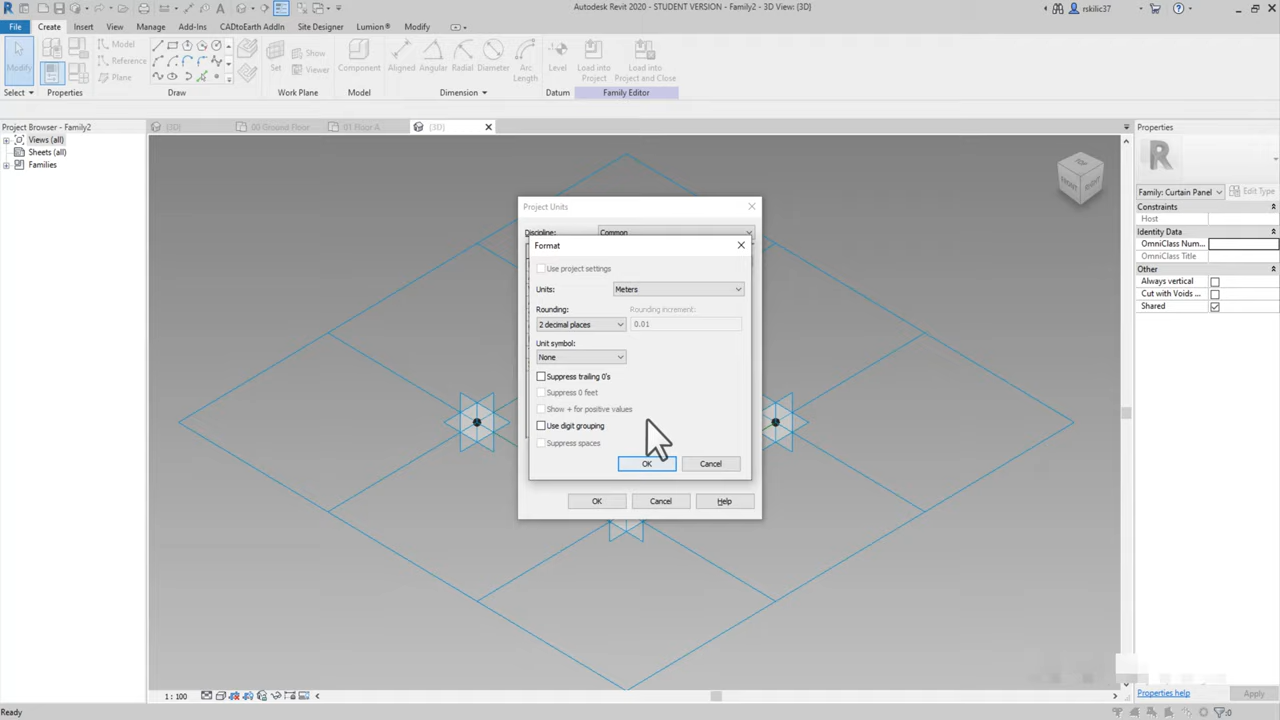 Autodesk Revit 2020 - STUDENT VERSION - Family2 - 3D View: {3D}
rskilic37
File
Create
Insert
View
Manage
Add-Ins
CADtoEarth AddIn
Site Designer
Lumion®
Modify
Modify
Model
Reference
Plane
Set
Show
Viewer
Component
Aligned
Angular
Radial
Diameter
Arc
Length
Level
Load into
Project
Load into
Project and Close
Select
Properties
Draw
Work Plane
Model
Dimension
Datum
Family Editor
Project Browser - Family2
{3D}
00 Ground Floor
01 Floor A
{3D}
Properties
Views (all)
Sheets (all)
Families
FRONT
RIGHT
R
Family: Curtain Panel
Edit Type
Constraints
Host
Identity Data
OmniClass Num...
OmniClass Title
Other
Always vertical
Cut with Voids ...
Shared
Project Units
Discipline:
Common
Format
Use project settings
Units:
Meters
Rounding:
Rounding increment:
2 decimal places
0.01
Unit symbol:
None
Suppress trailing 0's
Suppress 0 feet
Show + for positive values
Use digit grouping
Suppress spaces
OK
Cancel
OK
Cancel
Help
1 : 100
Properties help
Apply
Ready
:0